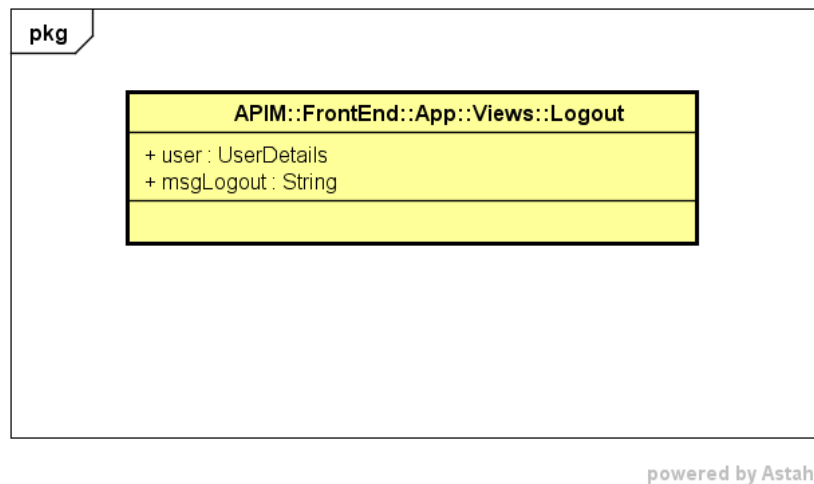 pkg
APIM::FrontEnd::App::Views::Logout
+ user : UserDetails
+ msgLogout : String
powered by Astah